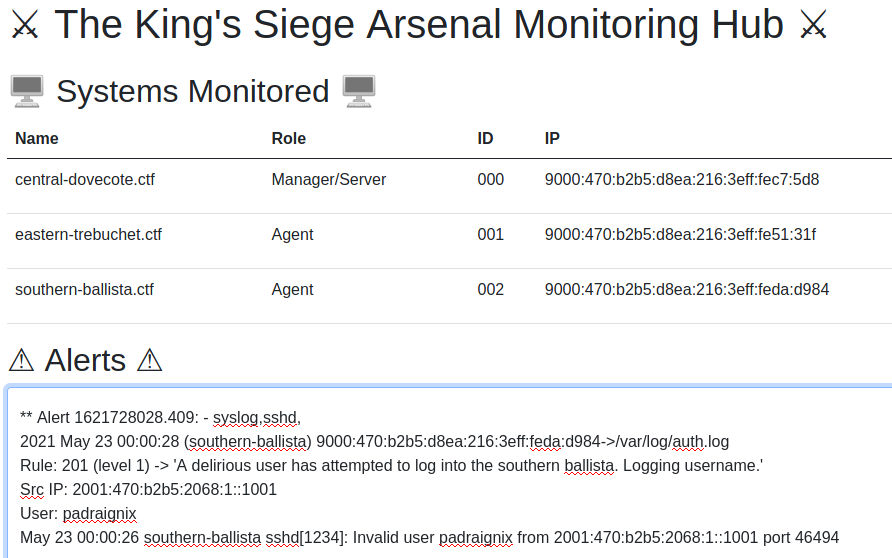 ⚔ The King's Siege Arsenal Monitoring Hub ⚔
🖥️ Systems Monitored 🖥️
Name Role ID IP
central-dovecote.ctf Manager/Server 000 9000:470:b2b5:d8ea:216:3eff:fec7:5d8
eastern-trebuchet.ctf Agent 001 9000:470:b2b5:d8ea:216:3eff:fe51:31f
southern-ballista.ctf Agent 002 9000:470:b2b5:d8ea:216:3eff:feda:d984
⚠ Alerts ⚠
** Alert 1621728028.409: - syslog,sshd,
2021 May 23 00:00:28 (southern-ballista) 9000:470:b2b5:d8ea:216:3eff:feda:d984->/var/log/auth.log
Rule: 201 (level 1) -> 'A delirious user has attempted to log into the southern ballista. Logging username.'
Src IP: 2001:470:b2b5:2068:1::1001
User: padraignix
May 23 00:00:26 southern-ballista sshd[1234]: Invalid user padraignix from 2001:470:b2b5:2068:1::1001 port 46494